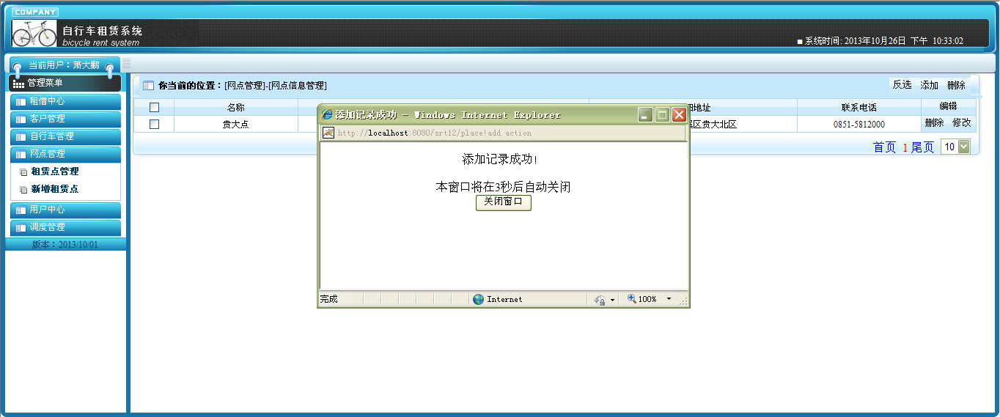 COMPANY
自行车租赁系统
bicycle rent system
系统时间: 2013年10月26日 下午 10:33:02
当前用户：萧大鹏
管理菜单
租借中心
客户管理
自行车管理
网点管理
租赁点管理
新增租赁点
用户中心
调度管理
版本：2013/10/01
你当前的位置：[网点管理]-[网点信息管理]
反选 添加 删除
名称 细地址 联系电话 编辑
贵大点 溪区贵大北区 0851-5812000 删除 修改
首页 1 尾页 10
添加记录成功 - Windows Internet Explorer
http://localhost:8080/srt12/place!add.action
添加记录成功!
本窗口将在3秒后自动关闭
关闭窗口
完成 Internet 100%